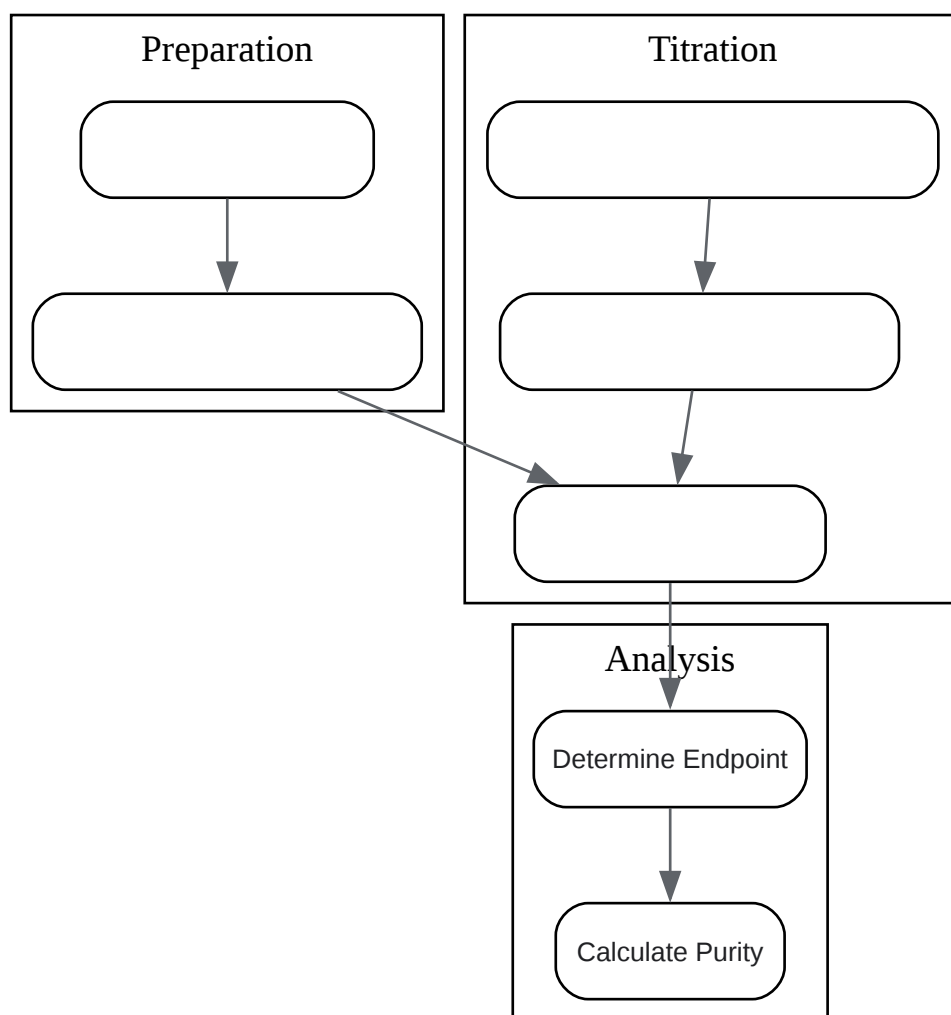 Preparation
Titration
Analysis
Determine Endpoint
Calculate Purity